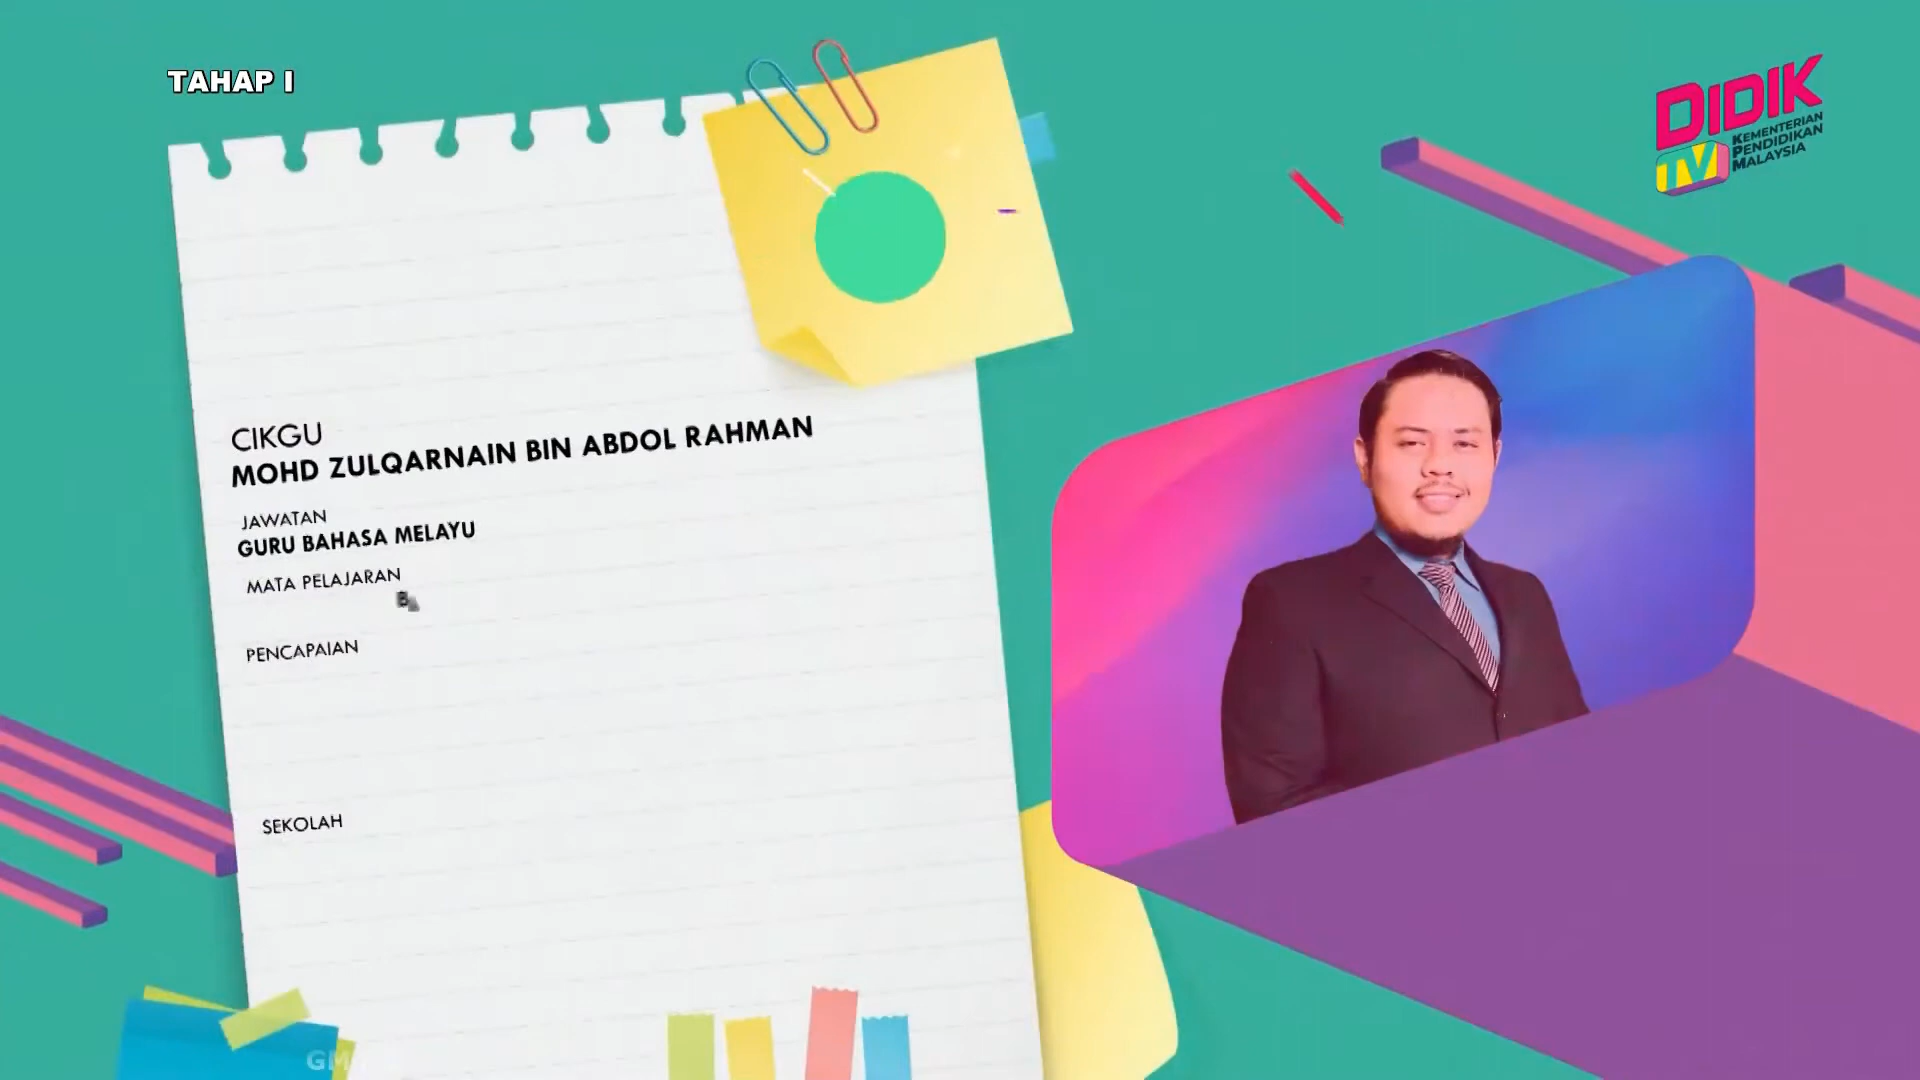 TAHAP I
DIDIK
TV
KEMENTERIAN
PENDIDIKAN
MALAYSIA
CIKGU
MOHD ZULQARNAIN BIN ABDOL RAHMAN
JAWATAN
GURU BAHASA MELAYU
MATA PELAJARAN
PENCAPAIAN
SEKOLAH